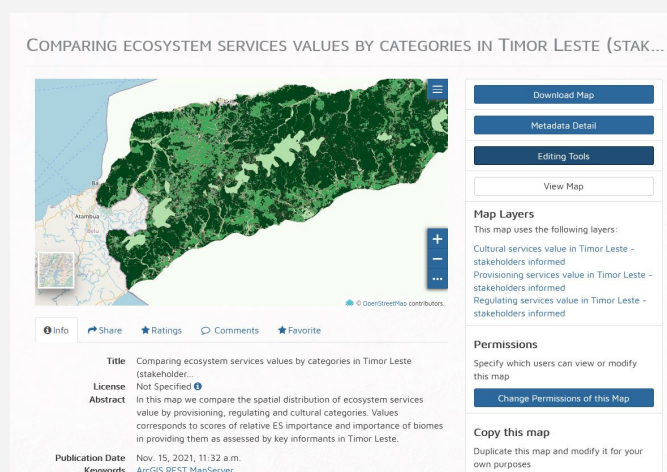 Comparing ecosystem services values by categories in Timor Leste (stak...
Atambua
© OpenStreetMap contributors.
Info
Share
Ratings
Comments
Favorite
Title Comparing ecosystem services values by categories in Timor Leste
(stakeholder...
License Not Specified
Abstract In this map we compare the spatial distribution of ecosystem services
value by provisioning, regulating and cultural categories. Values
corresponds to scores of relative ES importance and importance of biomes
in providing them as assessed by key informants in Timor Leste.
Publication Date Nov. 15, 2021, 11:32 a.m.
Keywords ArcGIS REST MapServer
Download Map
Metadata Detail
Editing Tools
View Map
Map Layers
This map uses the following layers:
Cultural services value in Timor Leste -
stakeholders informed
Provisioning services value in Timor Leste -
stakeholders informed
Regulating services value in Timor Leste -
stakeholders informed
Permissions
Specify which users can view or modify
this map
Change Permissions of this Map
Copy this map
Duplicate this map and modify it for your
own purposes